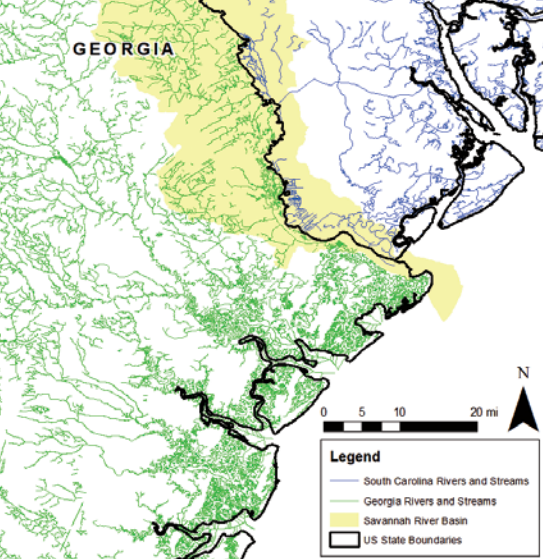 GEORGIA
N
0 5 10 20 mi
Legend
South Carolina Rivers and Streams
Georgia Rivers and Streams
Savannah River Basin
US State Boundaries